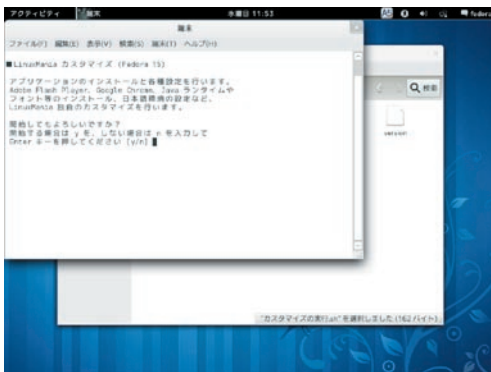 アクティビティ 端末 水曜日 11:53 fedora
端末
ファイル(F) 編集(E) 表示(V) 検索(S) 端末(T) ヘルプ(H)
■LinuxMania カスタマイズ (Fedora 15)
アプリケーションのインストールと各種設定を行います。
Adobe Flash Player、Google Chrome、Java ランタイムや
フォント等のインストール、日本語環境の設定など、
LinuxMania 独自のカスタマイズを行います。
開始してもよろしいですか？
開始する場合は y を、しない場合は n を入力して
Enter キーを押してください [y/n]:
検索
version
"カスタマイズの実行.sh" を選択しました (162 バイト)